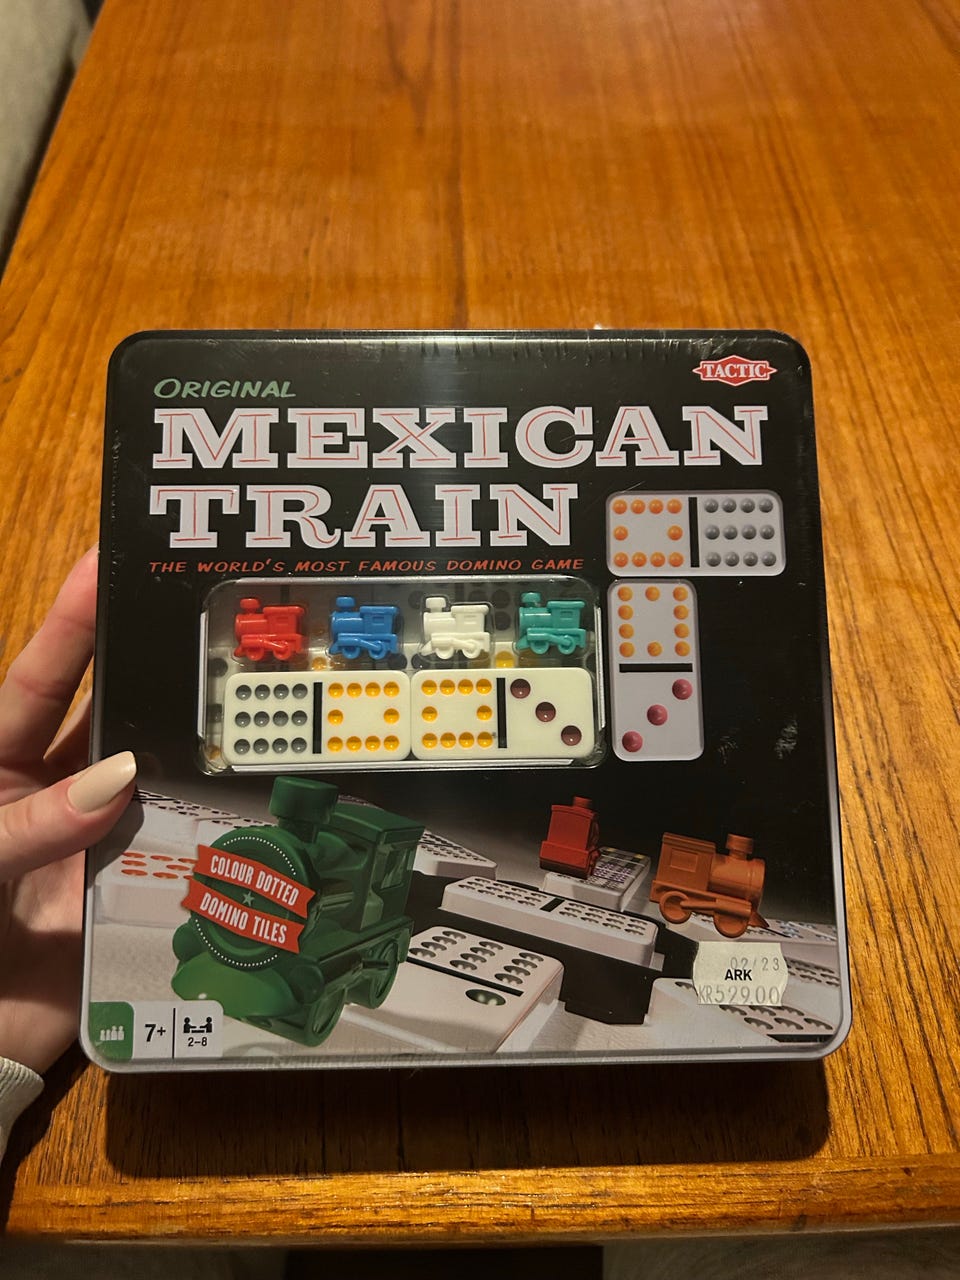 TACTIC
ORIGINAL
MEXICAN
TRAIN
THE WORLD'S MOST FAMOUS DOMINO GAME
COLOUR DOTTED
DOMINO TILES
02/23
ARK
KR529.00
7+
2-8